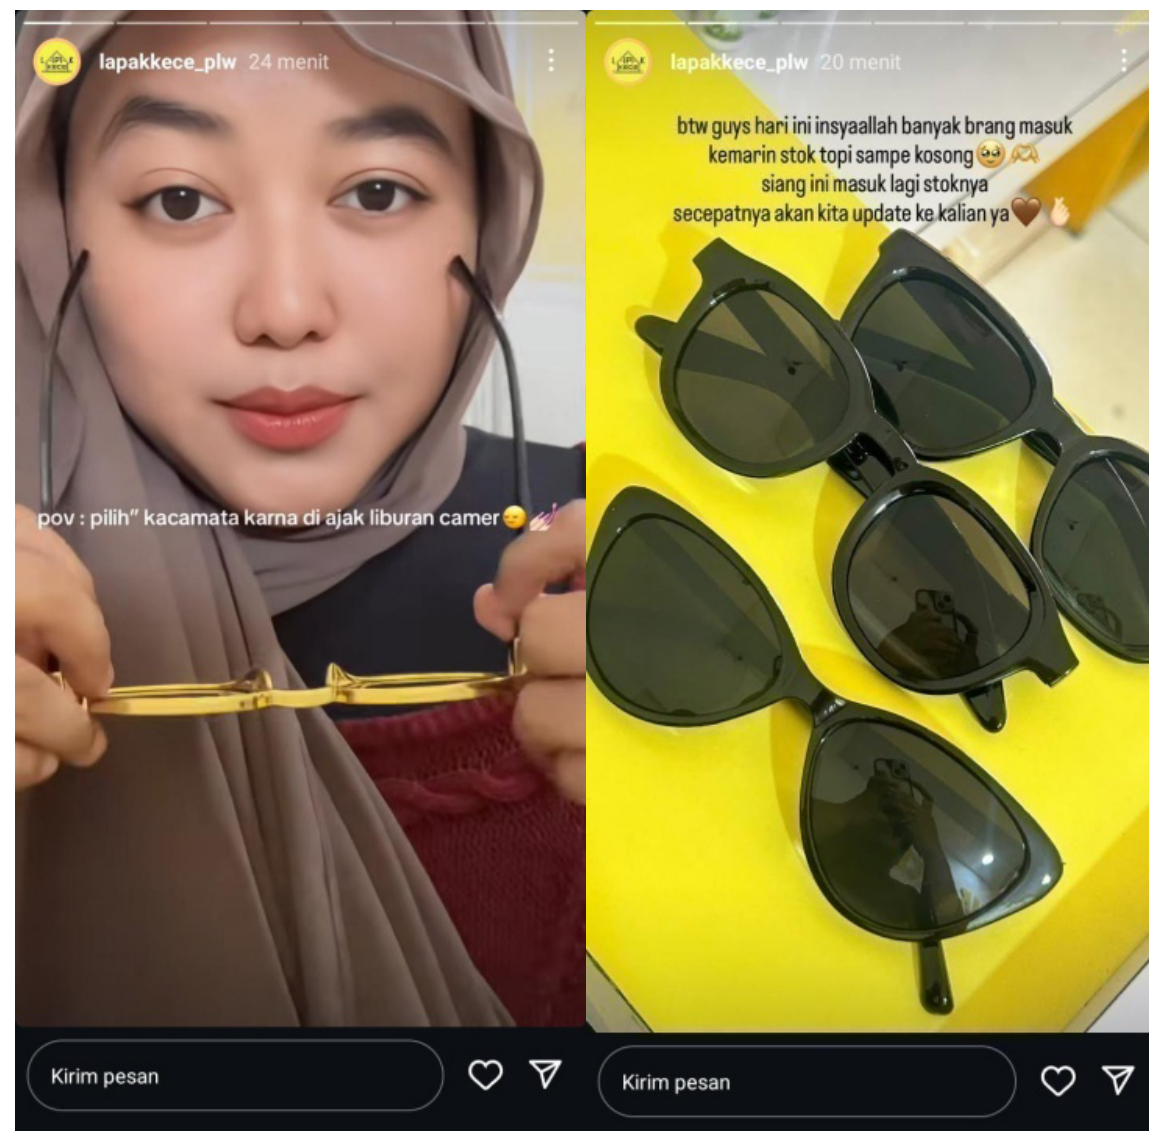 lapakkece_plw 24 menit
pov : pilih” kacamata karna di ajak liburan camer😑💅🏻
Kirim pesan
lapakkece_plw 20 menit
btw guys hari ini insyaallah banyak brang masuk
kemarin stok topi sampe kosong🥹🫶
siang ini masuk lagi stoknya
secepatnya akan kita update ke kalian ya🤎🫰🏻
Kirim pesan